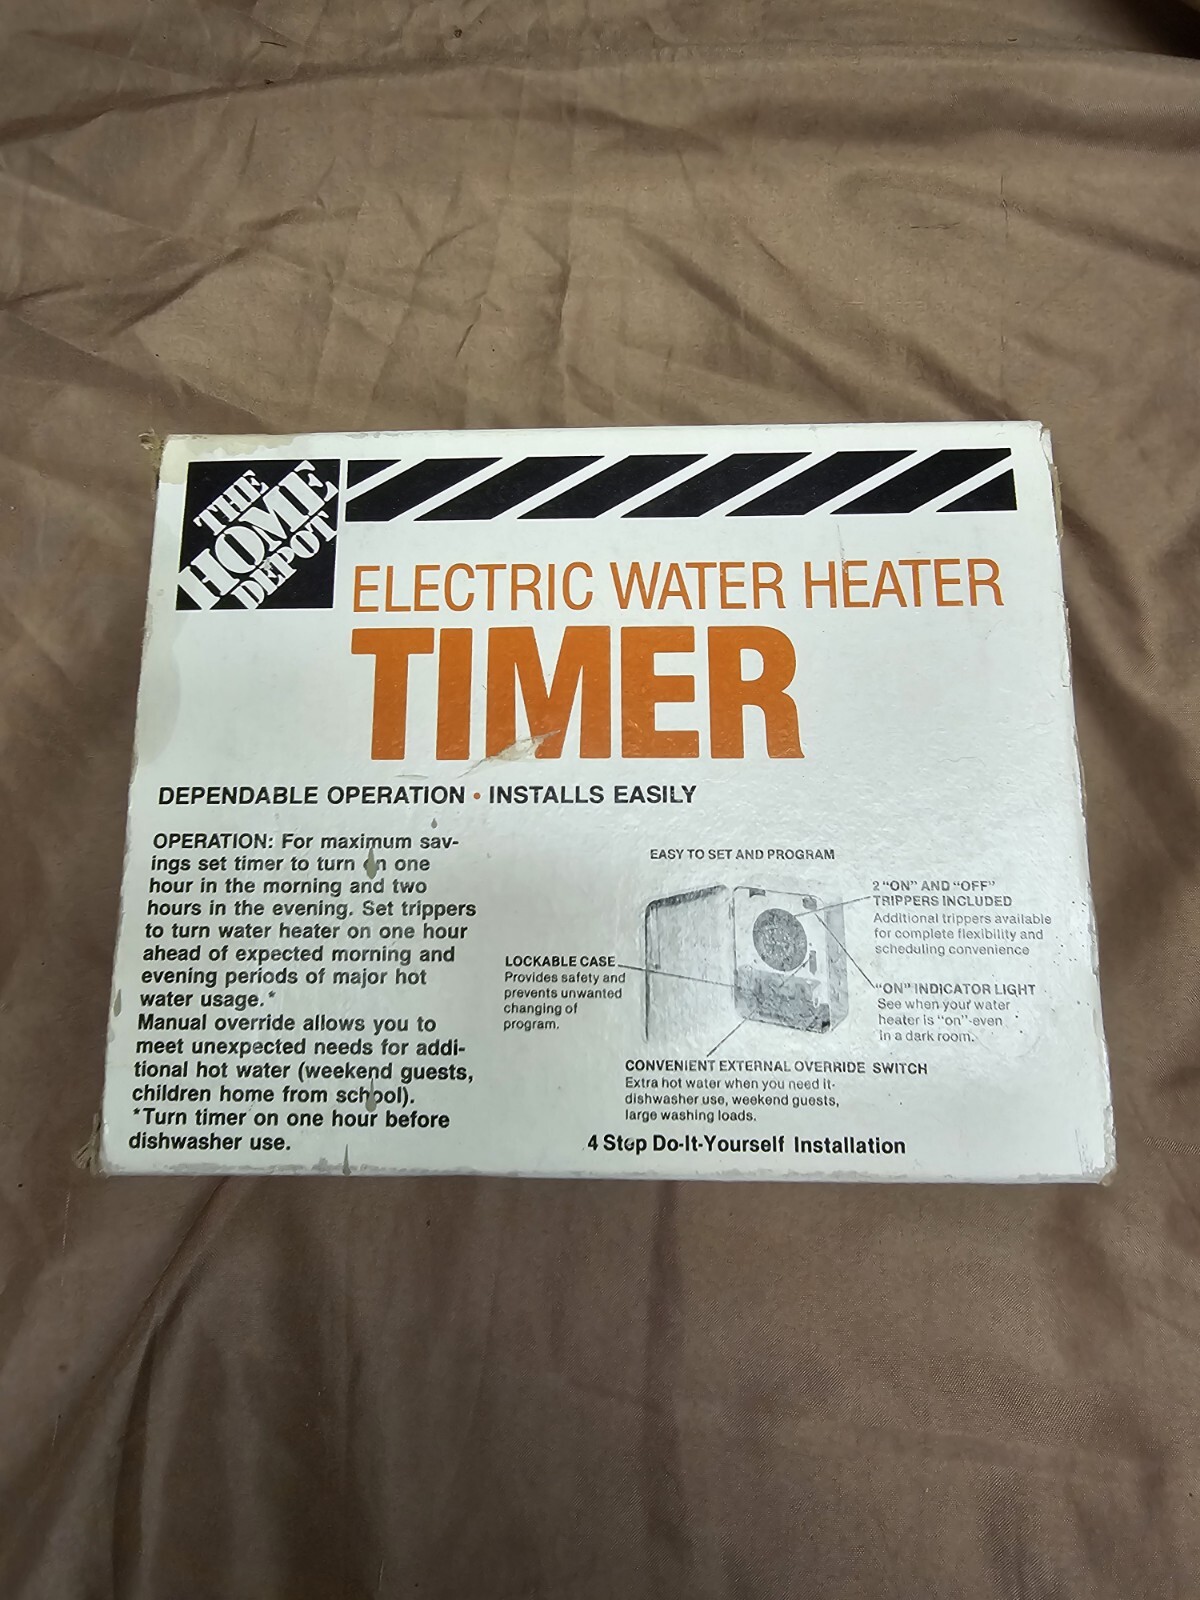 THE
HOME
DEPOT
ELECTRIC WATER HEATER
TIMER
DEPENDABLE OPERATION • INSTALLS EASILY
OPERATION: For maximum sav-
ings set timer to turn on one
hour in the morning and two
hours in the evening. Set trippers
to turn water heater on one hour
ahead of expected morning and
evening periods of major hot
water usage.*
Manual override allows you to
meet unexpected needs for addi-
tional hot water (weekend guests,
children home from school).
*Turn timer on one hour before
dishwasher use.
EASY TO SET AND PROGRAM
2 "ON" AND "OFF"
TRIPPERS INCLUDED
Additional trippers available
for complete flexibility and
scheduling convenience
LOCKABLE CASE
Provides safety and
prevents unwanted
changing of
program.
"ON" INDICATOR LIGHT
See when your water
heater is "on"-even
in a dark room.
CONVENIENT EXTERNAL OVERRIDE SWITCH
Extra hot water when you need it-
dishwasher use, weekend guests,
large washing loads.
4 Step Do-It-Yourself Installation